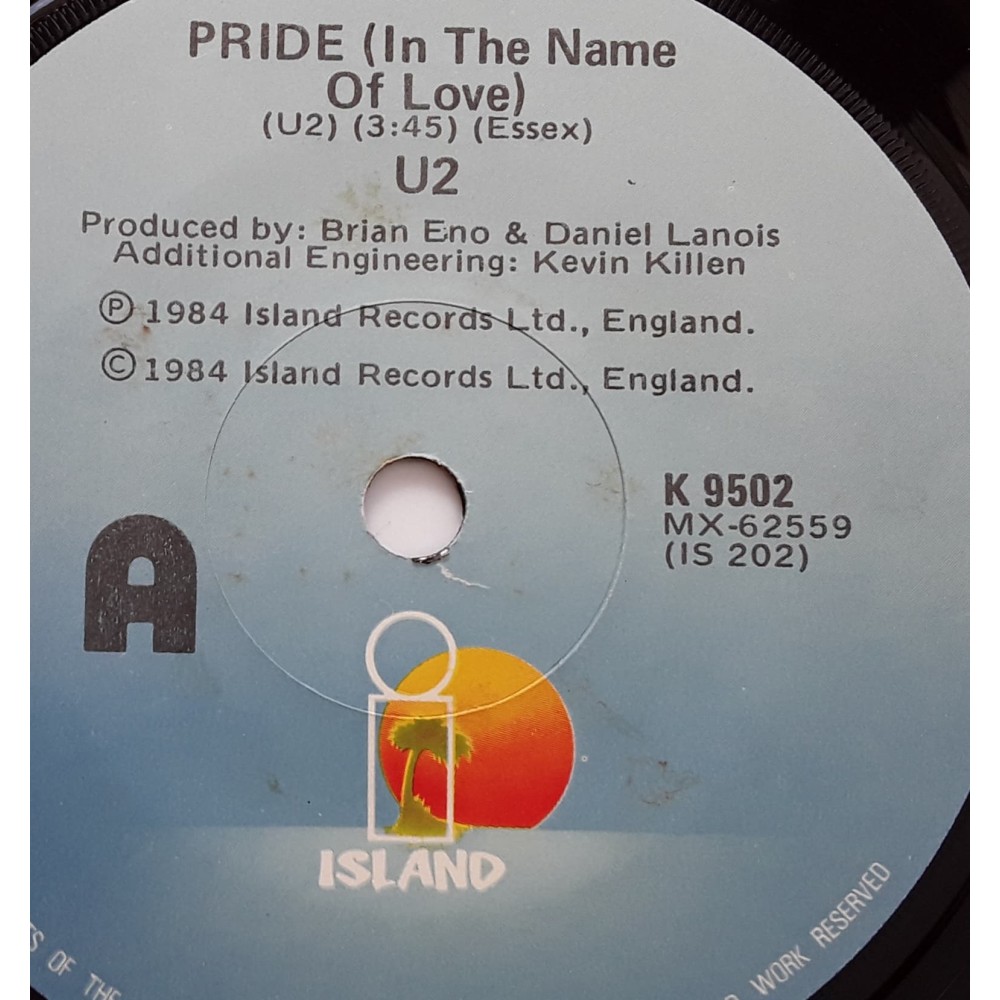 PRIDE (In The Name
Of Love)
(U2) (3:45) (Essex)
U2
Produced by: Brian Eno & Daniel Lanois
Additional Engineering: Kevin Killen
Ⓟ 1984 Island Records Ltd., England.
© 1984 Island Records Ltd., England.
K 9502
MX-62559
(IS 202)
A
i
ISLAND
OF THE
WORK RESERVED